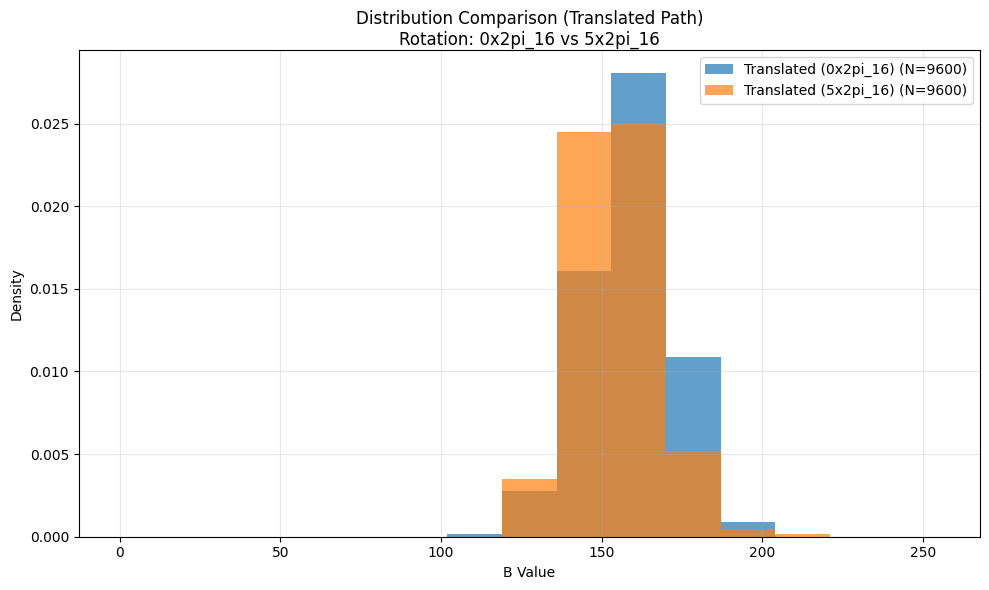 Distribution Comparison (Translated Path)
Rotation: 0x2pi_16 vs 5x2pi_16
Translated (0x2pi_16) (N=9600)
Translated (5x2pi_16) (N=9600)
Density
0.025
0.020
0.015
0.010
0.005
0.000
0 50 100 150 200 250
B Value